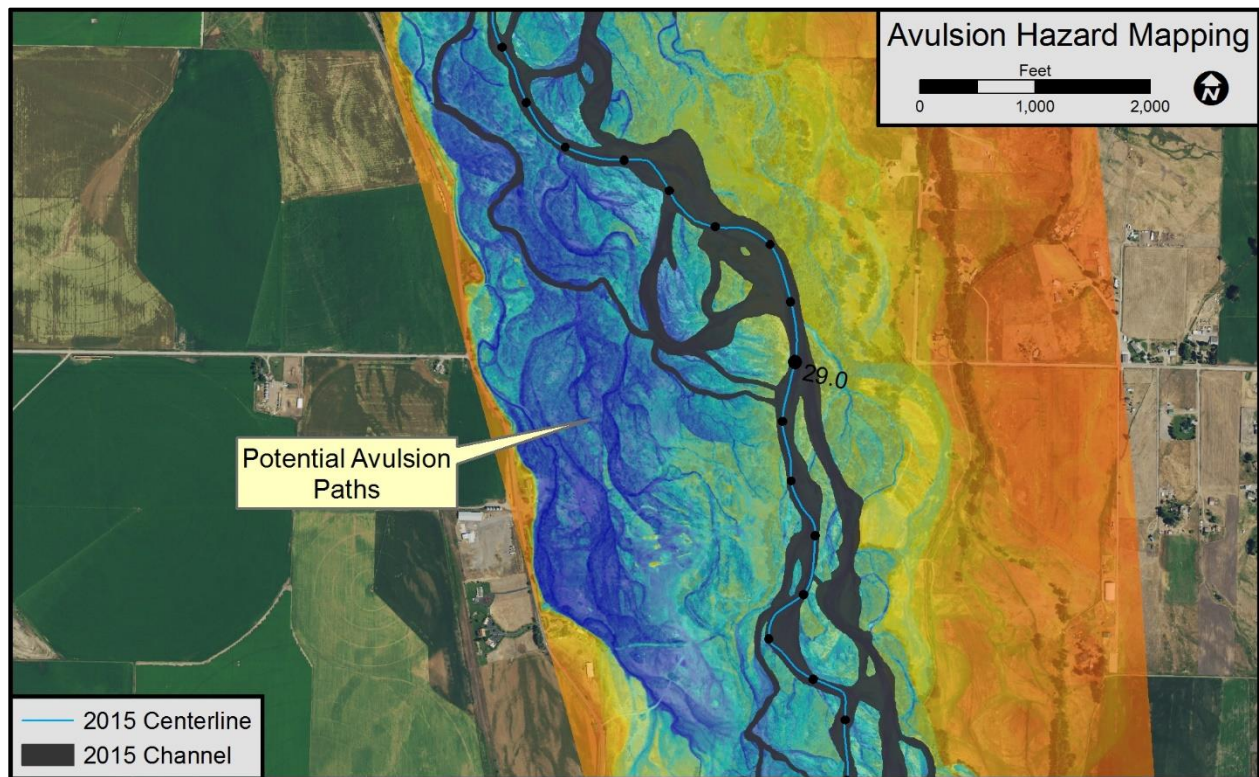 Avulsion Hazard Mapping
Feet
0 1,000 2,000
N
29.0
Potential Avulsion
Paths
2015 Centerline
2015 Channel